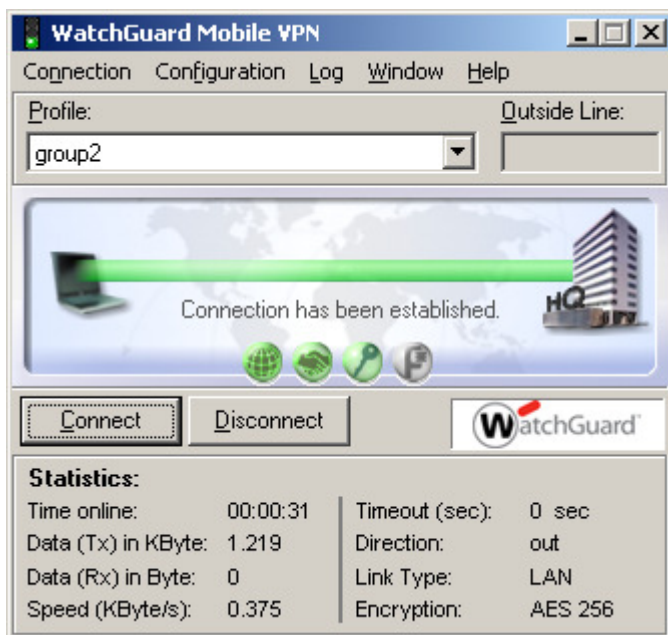 WatchGuard Mobile VPN
Connection Configuration Log Window Help
Profile: Outside Line:
group2
HQ
Connection has been established.
Connect Disconnect WatchGuard
Statistics:
Time online: 00:00:31 Timeout (sec): 0 sec
Data (Tx) in KByte: 1.219 Direction: out
Data (Rx) in Byte: 0 Link Type: LAN
Speed (KByte/s): 0.375 Encryption: AES 256